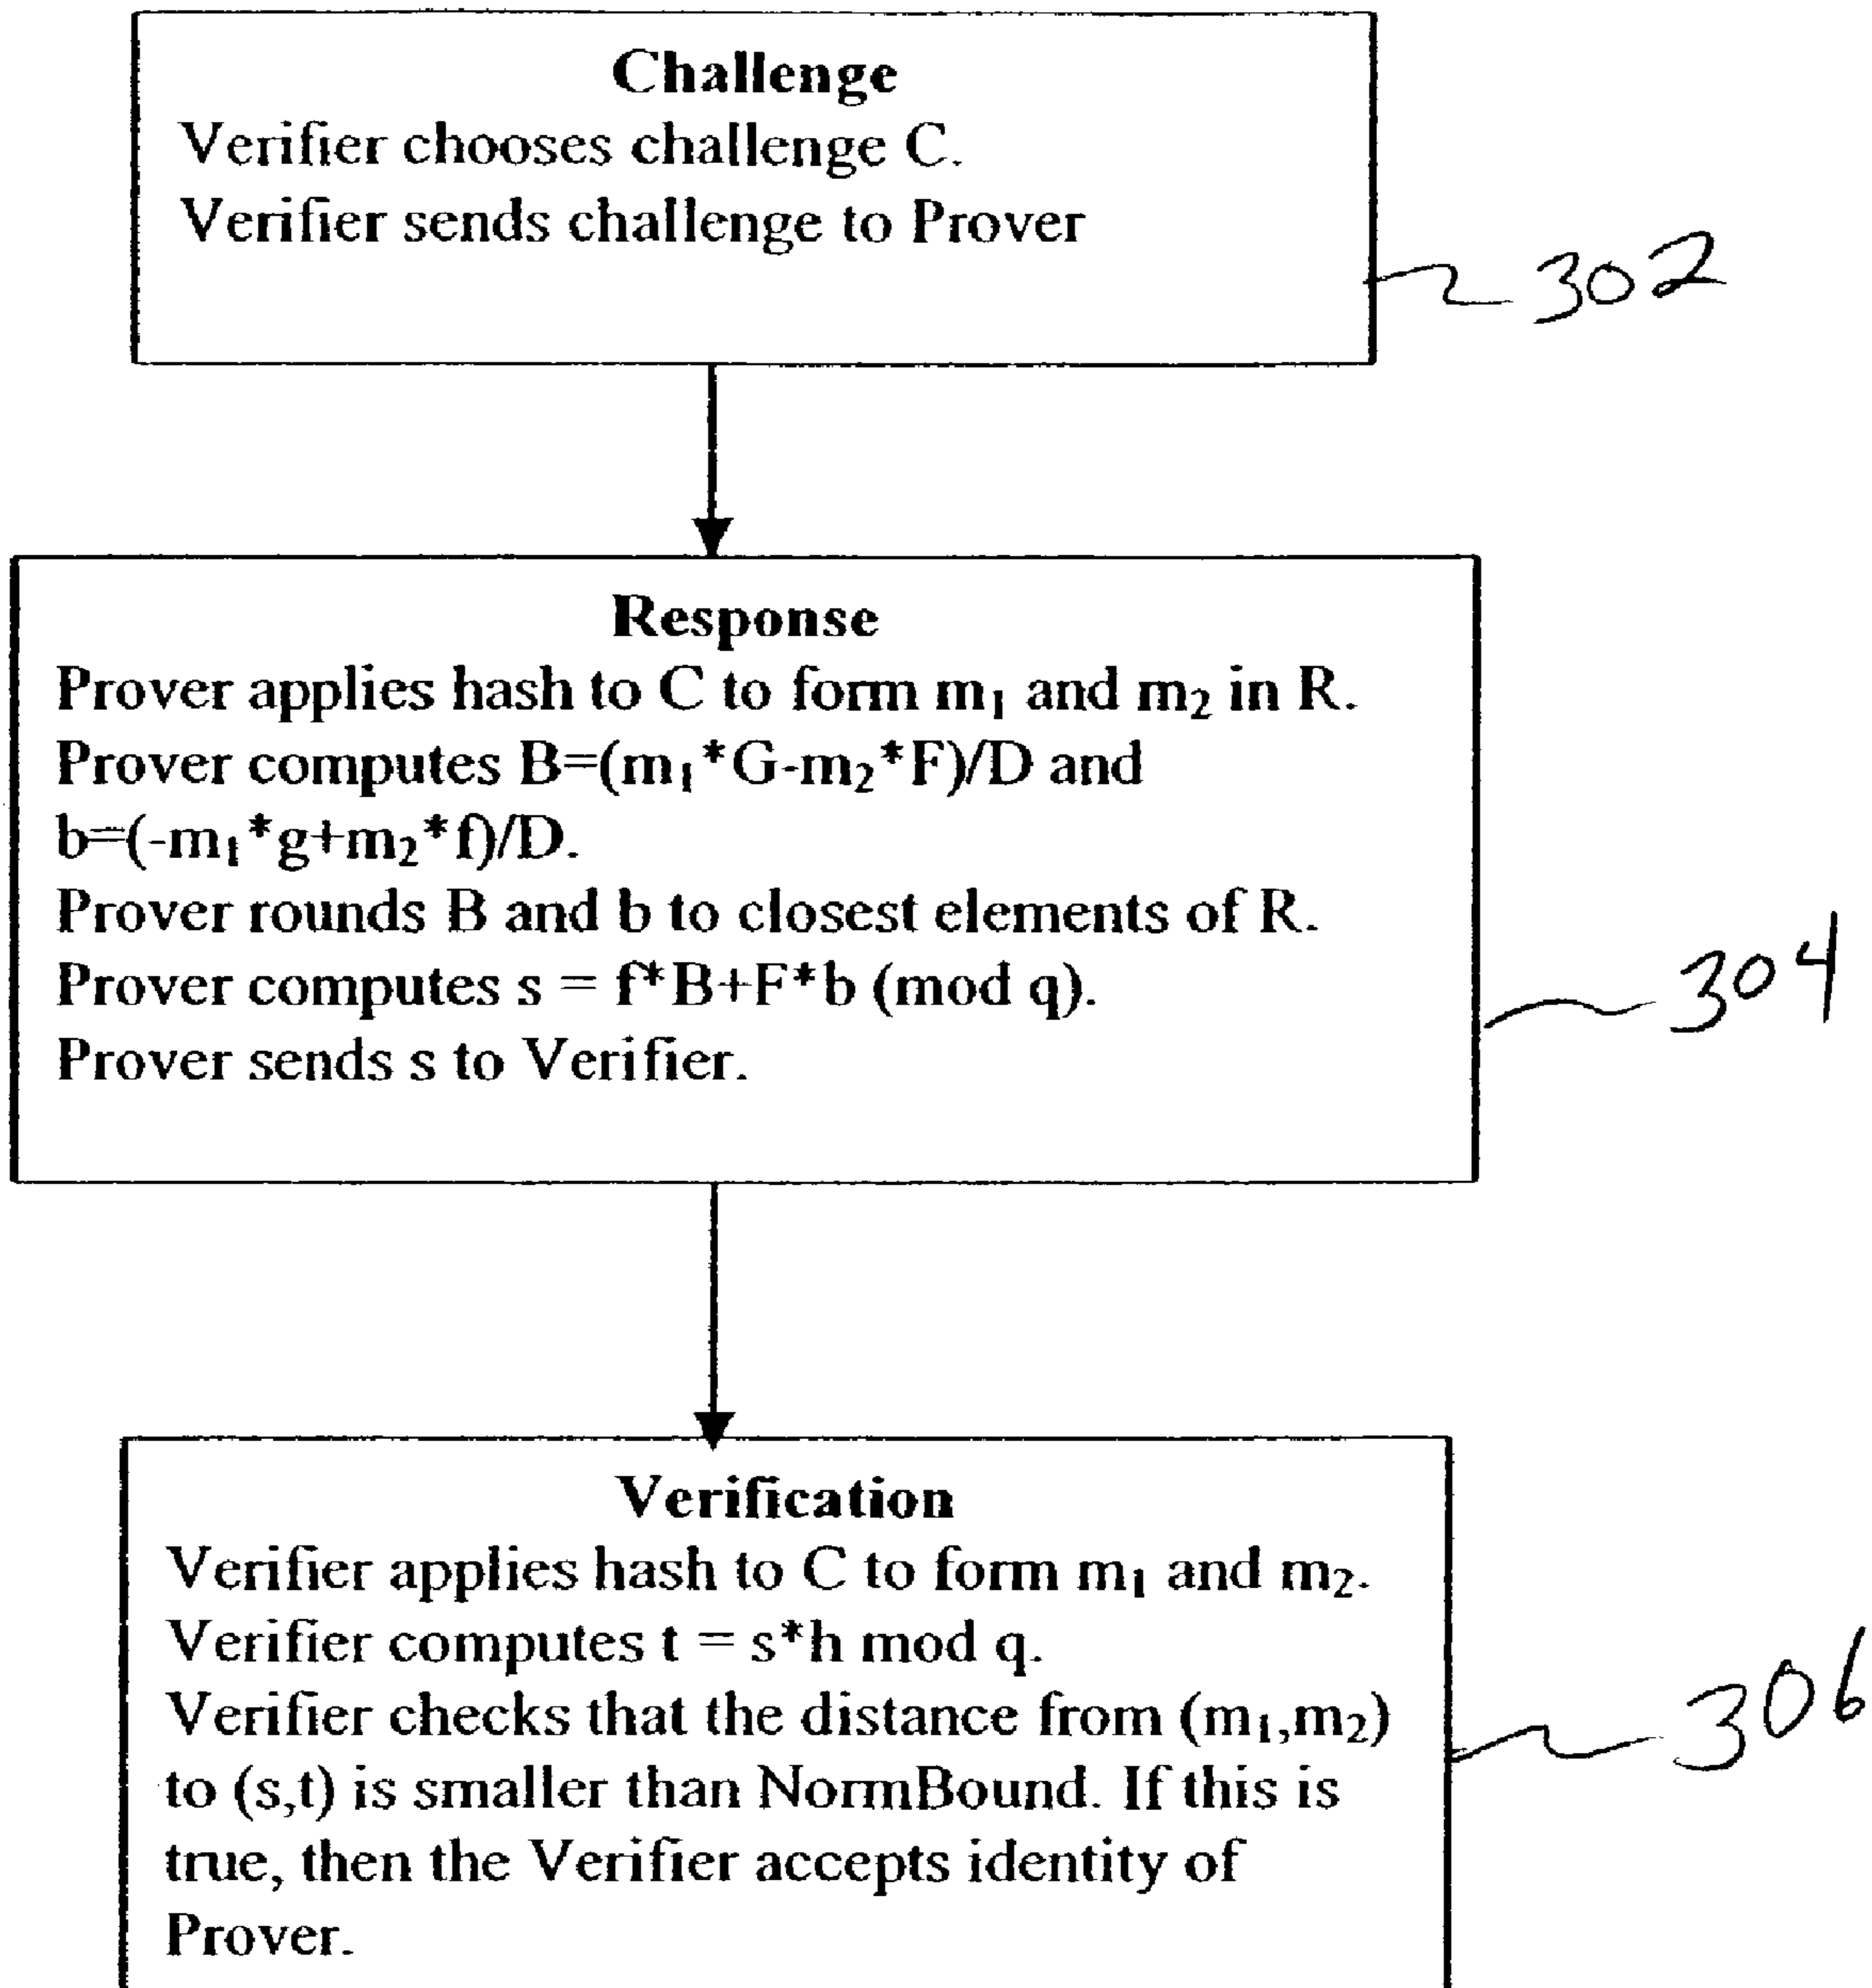 Challenge
Verifier chooses challenge C.
Verifier sends challenge to Prover
302
Response
Prover applies hash to C to form m₁ and m₂ in R.
Prover computes B=(m₁*G-m₂*F)/D and
b=(-m₁*g+m₂*f)/D.
Prover rounds B and b to closest elements of R.
Prover computes s = f*B+F*b (mod q).
Prover sends s to Verifier.
304
Verification
Verifier applies hash to C to form m₁ and m₂.
Verifier computes t = s*h mod q.
Verifier checks that the distance from (m₁,m₂)
to (s,t) is smaller than NormBound. If this is
true, then the Verifier accepts identity of
Prover.
306